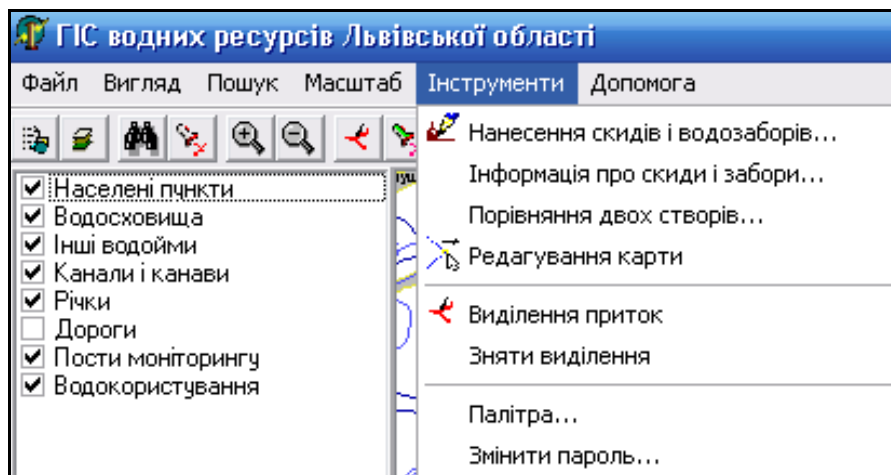 ГІС водних ресурсів Львівської області
Файл Вигляд Пошук Масштаб Інструменти Допомога
Нанесення скидів і водозаборів...
Інформація про скиди і забори...
Порівняння двох створів...
Редагування карти
Виділення приток
Зняти виділення
Палітра...
Змінити пароль...
Населені пункти
Водосховища
Інші водойми
Канали і канави
Річки
Дороги
Пости моніторингу
Водокористування